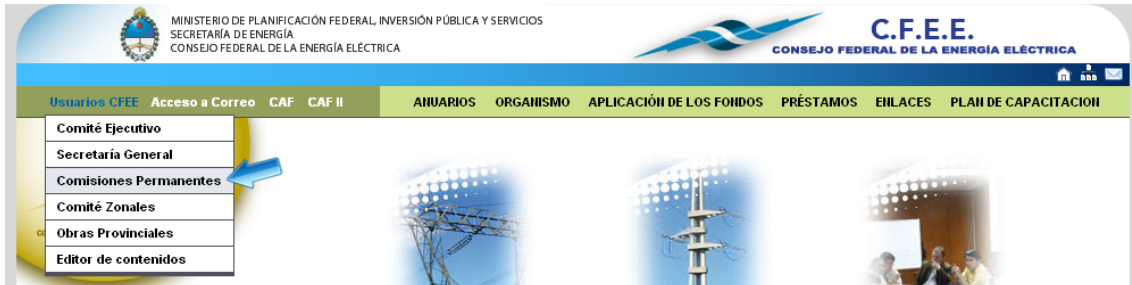 MINISTERIO DE PLANIFICACIÓN FEDERAL, INVERSIÓN PÚBLICA Y SERVICIOS
SECRETARÍA DE ENERGÍA
CONSEJO FEDERAL DE LA ENERGÍA ELÉCTRICA
C.F.E.E.
CONSEJO FEDERAL DE LA ENERGÍA ELÉCTRICA
Usuarios CFEE Acceso a Correo CAF CAF II ANUARIOS ORGANISMO APLICACIÓN DE LOS FONDOS PRÉSTAMOS ENLACES PLAN DE CAPACITACION
Comité Ejecutivo
Secretaría General
Comisiones Permanentes
Comité Zonales
Obras Provinciales
Editor de contenidos